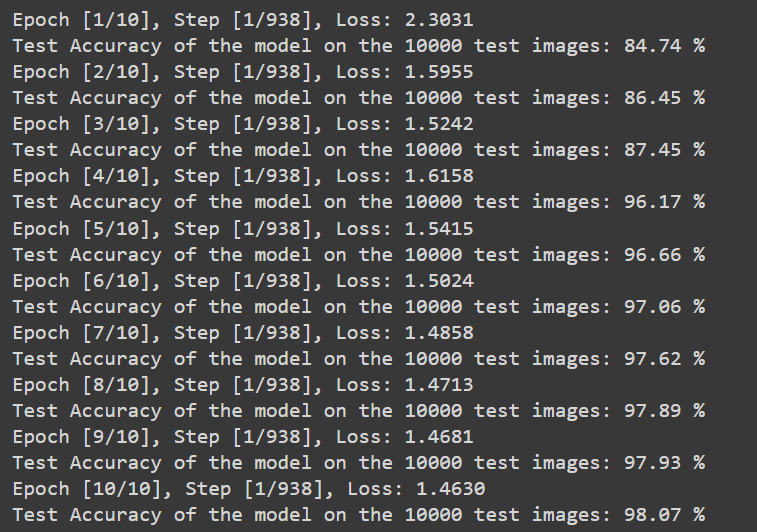 Epoch [1/10], Step [1/938], Loss: 2.3031
Test Accuracy of the model on the 10000 test images: 84.74 %
Epoch [2/10], Step [1/938], Loss: 1.5955
Test Accuracy of the model on the 10000 test images: 86.45 %
Epoch [3/10], Step [1/938], Loss: 1.5242
Test Accuracy of the model on the 10000 test images: 87.45 %
Epoch [4/10], Step [1/938], Loss: 1.6158
Test Accuracy of the model on the 10000 test images: 96.17 %
Epoch [5/10], Step [1/938], Loss: 1.5415
Test Accuracy of the model on the 10000 test images: 96.66 %
Epoch [6/10], Step [1/938], Loss: 1.5024
Test Accuracy of the model on the 10000 test images: 97.06 %
Epoch [7/10], Step [1/938], Loss: 1.4858
Test Accuracy of the model on the 10000 test images: 97.62 %
Epoch [8/10], Step [1/938], Loss: 1.4713
Test Accuracy of the model on the 10000 test images: 97.89 %
Epoch [9/10], Step [1/938], Loss: 1.4681
Test Accuracy of the model on the 10000 test images: 97.93 %
Epoch [10/10], Step [1/938], Loss: 1.4630
Test Accuracy of the model on the 10000 test images: 98.07 %